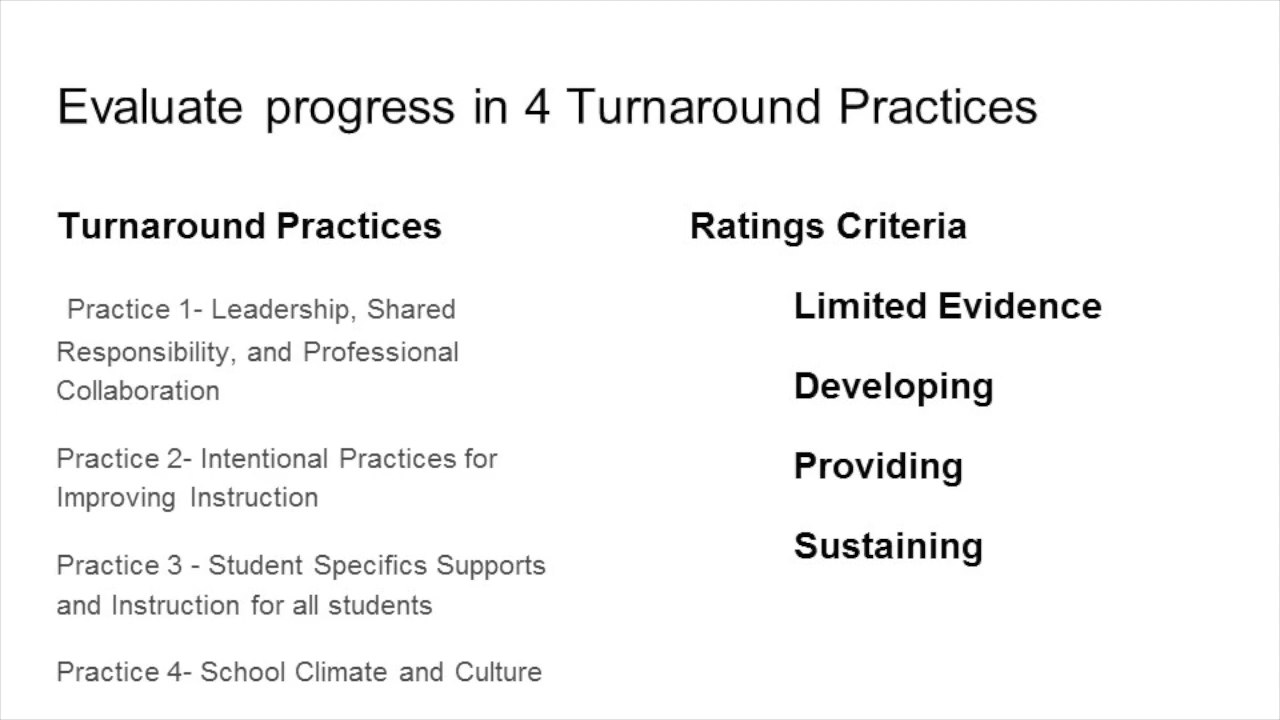 Evaluate progress in 4 Turnaround Practices
Turnaround Practices
Practice 1- Leadership, Shared
Responsibility, and Professional
Collaboration
Practice 2- Intentional Practices for
Improving Instruction
Practice 3 - Student Specifics Supports
and Instruction for all students
Practice 4- School Climate and Culture
Ratings Criteria
Limited Evidence
Developing
Providing
Sustaining